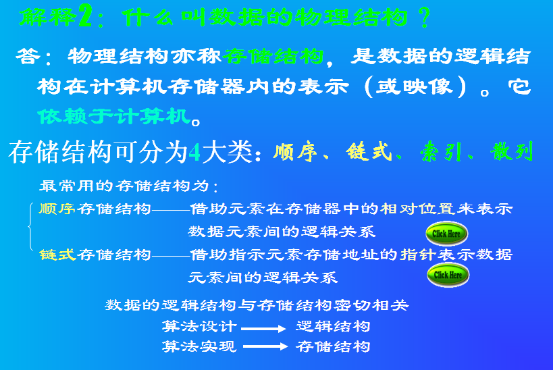 解释2：什么叫数据的物理结构？
答：物理结构亦称存储结构，是数据的逻辑结
构在计算机存储器内的表示（或映像）。它
依赖于计算机。
存储结构可分为4大类：顺序、链式、索引、散列
最常用的存储结构为：
顺序存储结构——借助元素在存储器中的相对位置来表示
数据元素间的逻辑关系
Click Here
链式存储结构——借助指示元素存储地址的指针表示数据
元素间的逻辑关系
Click Here
数据的逻辑结构与存储结构密切相关
算法设计 → 逻辑结构
算法实现 → 存储结构